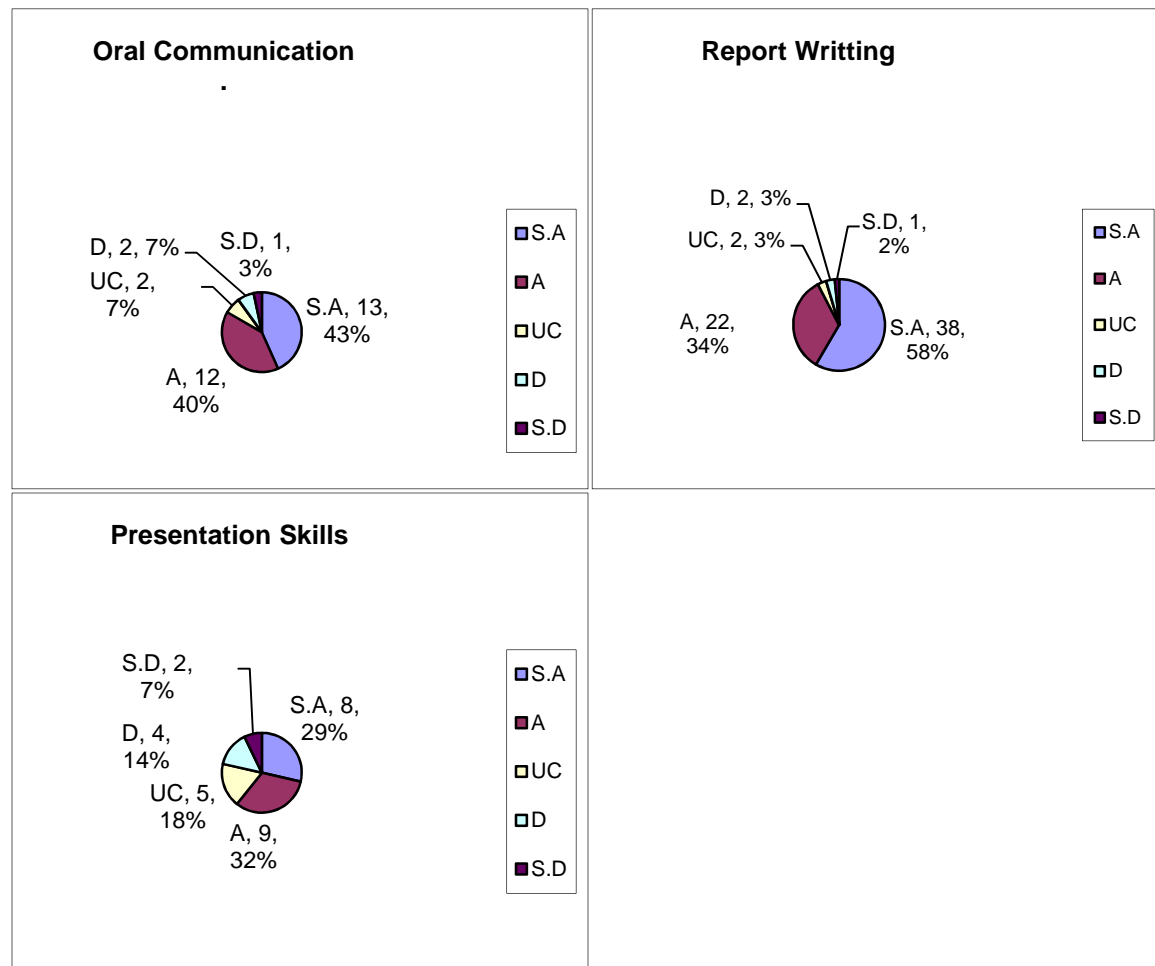 Oral Communication
.
D, 2, 7%
S.D, 1,
3%
UC, 2,
7%
S.A, 13,
43%
A, 12,
40%
S.A
A
UC
D
S.D
Report Writting
D, 2, 3%
S.D, 1,
2%
UC, 2, 3%
A, 22,
34%
S.A, 38,
58%
S.A
A
UC
D
S.D
Presentation Skills
S.D, 2,
7%
S.A, 8,
29%
D, 4,
14%
UC, 5,
18%
A, 9,
32%
S.A
A
UC
D
S.D